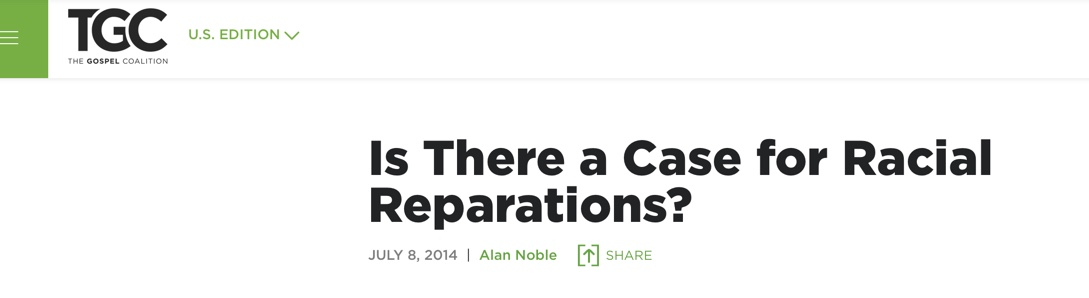 TGC
THE GOSPEL COALITION
U.S. EDITION
Is There a Case for Racial
Reparations?
JULY 8, 2014 | Alan Noble SHARE